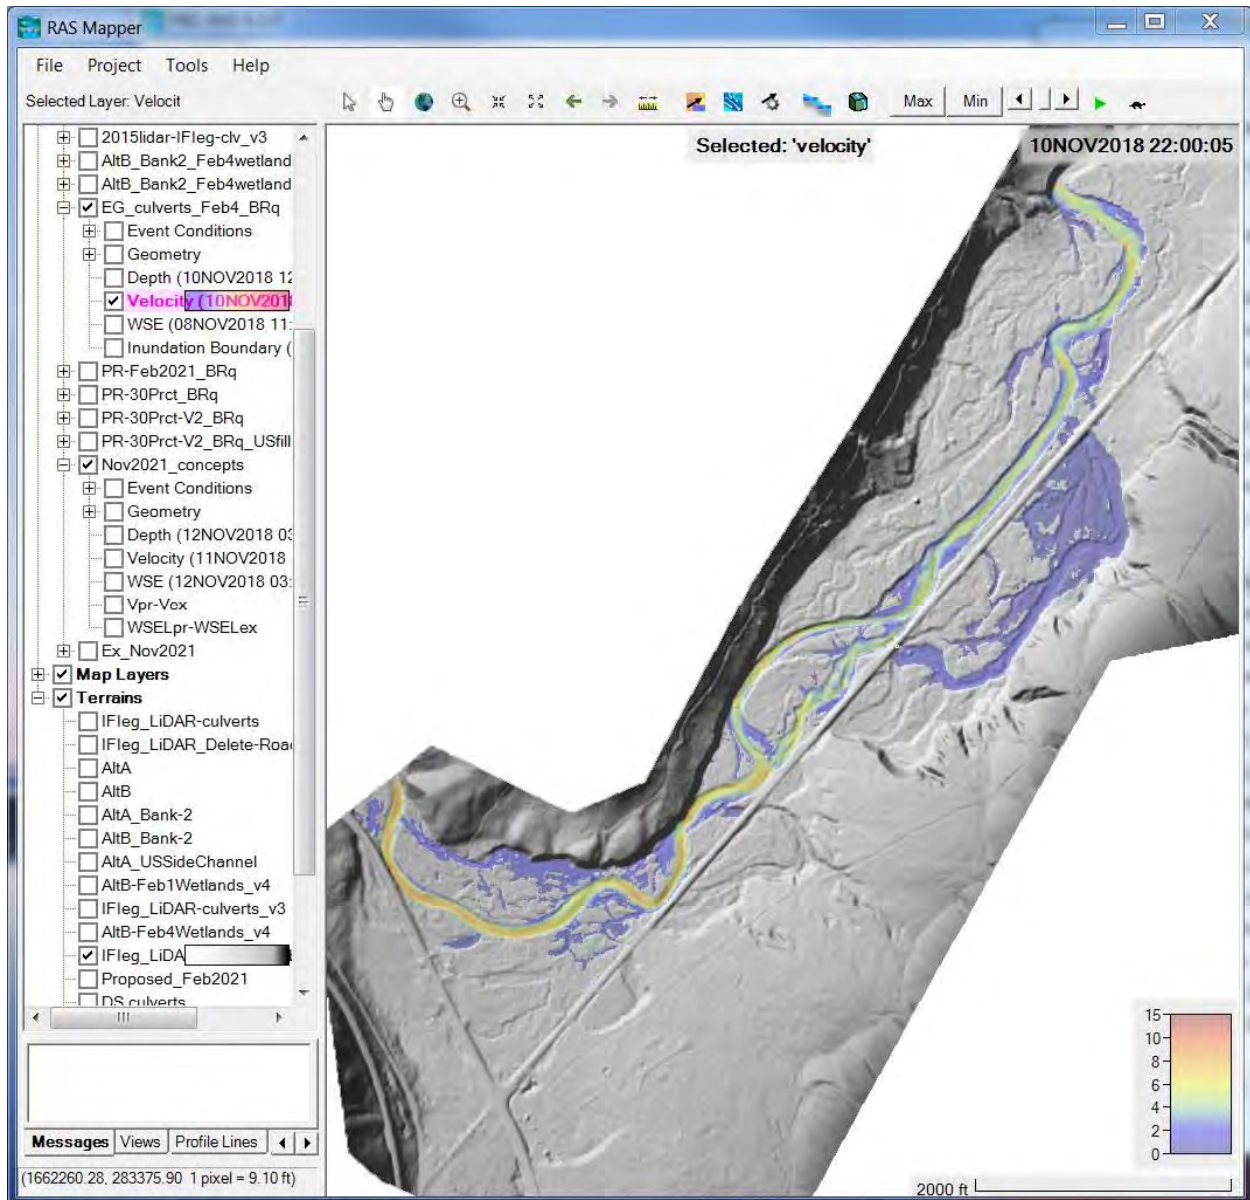 RAS Mapper
File Project Tools Help
Selected Layer: Velocit
Max Min
2015lidar-IFleg-clv_v3
AltB_Bank2_Feb4wetland
AltB_Bank2_Feb4wetland
EG_culverts_Feb4_BRq
Event Conditions
Geometry
Depth (10NOV2018 12
Velocity (10NOV201
WSE (08NOV2018 11:
Inundation Boundary (
PR-Feb2021_BRq
PR-30Prct_BRq
PR-30Prct-V2_BRq
PR-30Prct-V2_BRq_USfill
Nov2021_concepts
Event Conditions
Geometry
Depth (12NOV2018 03:
Velocity (11NOV2018
WSE (12NOV2018 03:
Vpr-Vex
WSELpr-WSELex
Ex_Nov2021
Map Layers
Terrains
IFleg_LiDAR-culverts
IFleg_LiDAR_Delete-Roa
AltA
AltB
AltA_Bank-2
AltB_Bank-2
AltA_USSideChannel
AltB-Feb1Wetlands_v4
IFleg_LiDAR-culverts_v3
AltB-Feb4Wetlands_v4
IFleg_LiDA
Proposed_Feb2021
DS culverts
Messages Views Profile Lines
(1662260.28, 283375.90 1 pixel = 9.10 ft)
Selected: 'velocity'
10NOV2018 22:00:05
15
10
8
6
4
2
0
2000 ft